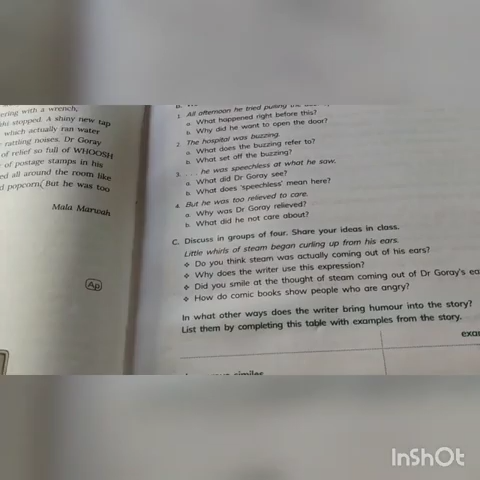 ering with a wrench,
stopped. A shiny new tap
which actually ran water
rattling noises. Dr Goray
of relief so full of WHOOSH
of postage stamps in his
ed all around the room like
d popcorn. But he was too
Mala Marwah
Ap
B.
1 All afternoon he tried pulling the
a. What happened right before this?
b. Why did he want to open the door?
2 The hospital was buzzing.
a. What does the buzzing refer to?
b. What set off the buzzing?
3 . . . he was speechless at what he saw.
a. What did Dr Goray see?
b. What does 'speechless' mean here?
4 But he was too relieved to care.
a. Why was Dr Goray relieved?
b. What did he not care about?
C. Discuss in groups of four. Share your ideas in class.
Little whirls of steam began curling up from his ears.
❖ Do you think steam was actually coming out of his ears?
❖ Why does the writer use this expression?
❖ Did you smile at the thought of steam coming out of Dr Goray's ea
❖ How do comic books show people who are angry?
In what other ways does the writer bring humour into the story?
List them by completing this table with examples from the story.
exa
similes
InShOt